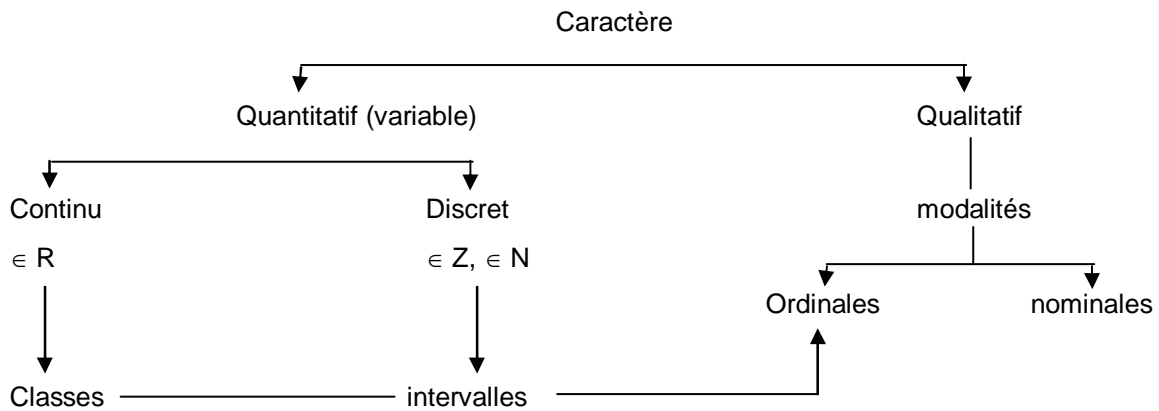 Caractère
Quantitatif (variable) Qualitatif
Continu Discret modalités
∈ R ∈ Z, ∈ N
Ordinales nominales
Classes intervalles